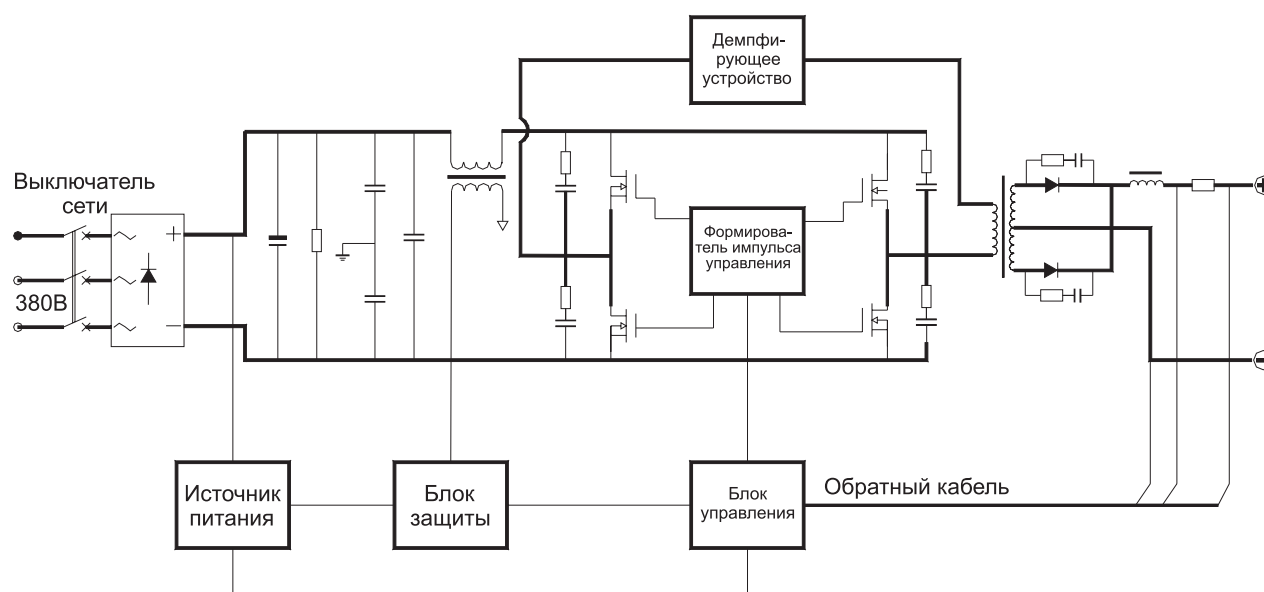 Демпфи-
рующее
устройство
Выключатель
сети
+
−
380В
Формирова-
тель импульса
управления
+
−
Источник
питания
Блок
защиты
Блок
управления
Обратный кабель